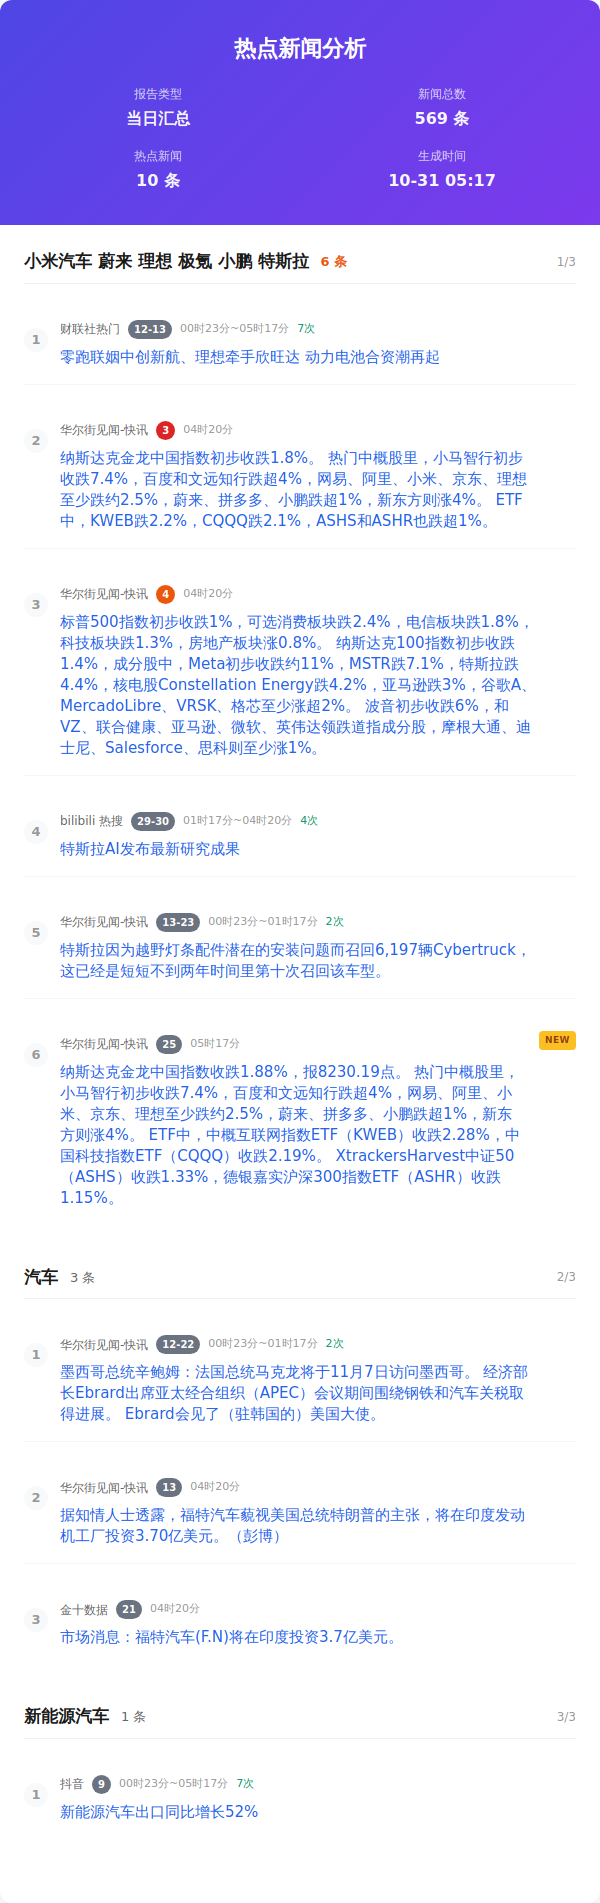 热点新闻分析
报告类型
新闻总数
当日汇总
569 条
热点新闻
生成时间
10 条
10-31 05:17
小米汽车 蔚来 理想 极氪 小鹏 特斯拉 6 条 1/3
1
财联社热门 12-13 00时23分~05时17分 7次
零跑联姻中创新航、理想牵手欣旺达 动力电池合资潮再起
2
华尔街见闻-快讯 3 04时20分
纳斯达克金龙中国指数初步收跌1.8%。 热门中概股里，小马智行初步
收跌7.4%，百度和文远知行跌超4%，网易、阿里、小米、京东、理想
至少跌约2.5%，蔚来、拼多多、小鹏跌超1%，新东方则涨4%。 ETF
中，KWEB跌2.2%，CQQQ跌2.1%，ASHS和ASHR也跌超1%。
3
华尔街见闻-快讯 4 04时20分
标普500指数初步收跌1%，可选消费板块跌2.4%，电信板块跌1.8%，
科技板块跌1.3%，房地产板块涨0.8%。 纳斯达克100指数初步收跌
1.4%，成分股中，Meta初步收跌约11%，MSTR跌7.1%，特斯拉跌
4.4%，核电股Constellation Energy跌4.2%，亚马逊跌3%，谷歌A、
MercadoLibre、VRSK、格芯至少涨超2%。 波音初步收跌6%，和
VZ、联合健康、亚马逊、微软、英伟达领跌道指成分股，摩根大通、迪
士尼、Salesforce、思科则至少涨1%。
4
bilibili 热搜 29-30 01时17分~04时20分 4次
特斯拉AI发布最新研究成果
5
华尔街见闻-快讯 13-23 00时23分~01时17分 2次
特斯拉因为越野灯条配件潜在的安装问题而召回6,197辆Cybertruck，
这已经是短短不到两年时间里第十次召回该车型。
6
华尔街见闻-快讯 25 05时17分 NEW
纳斯达克金龙中国指数收跌1.88%，报8230.19点。 热门中概股里，
小马智行初步收跌7.4%，百度和文远知行跌超4%，网易、阿里、小
米、京东、理想至少跌约2.5%，蔚来、拼多多、小鹏跌超1%，新东
方则涨4%。 ETF中，中概互联网指数ETF（KWEB）收跌2.28%，中
国科技指数ETF（CQQQ）收跌2.19%。 XtrackersHarvest中证50
（ASHS）收跌1.33%，德银嘉实沪深300指数ETF（ASHR）收跌
1.15%。
汽车 3 条 2/3
1
华尔街见闻-快讯 12-22 00时23分~01时17分 2次
墨西哥总统辛鲍姆：法国总统马克龙将于11月7日访问墨西哥。 经济部
长Ebrard出席亚太经合组织（APEC）会议期间围绕钢铁和汽车关税取
得进展。 Ebrard会见了（驻韩国的）美国大使。
2
华尔街见闻-快讯 13 04时20分
据知情人士透露，福特汽车藐视美国总统特朗普的主张，将在印度发动
机工厂投资3.70亿美元。（彭博）
3
金十数据 21 04时20分
市场消息：福特汽车(F.N)将在印度投资3.7亿美元。
新能源汽车 1 条 3/3
1
抖音 9 00时23分~05时17分 7次
新能源汽车出口同比增长52%